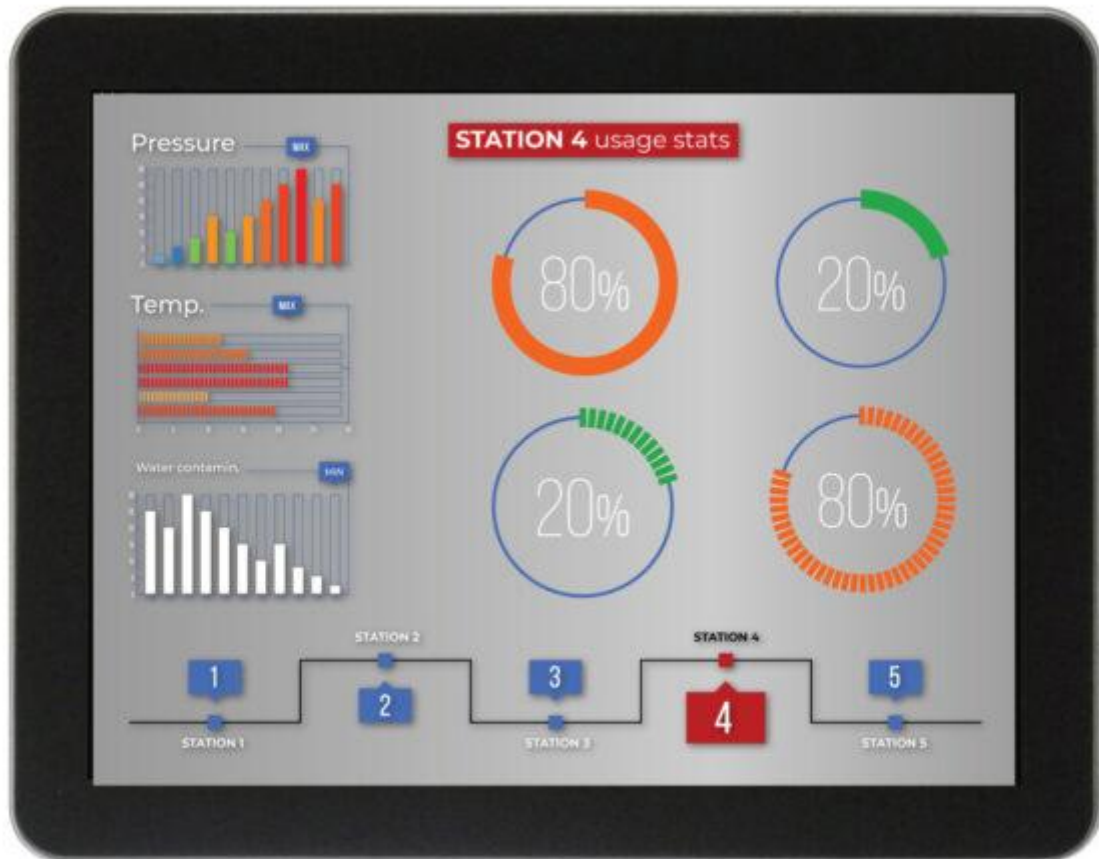 Pressure
MAX
STATION 4 usage stats
80%
20%
Temp.
MAX
20%
80%
Water contamin.
MIN
STATION 2
STATION 4
1
3
5
2
4
STATION 1
STATION 3
STATION 5